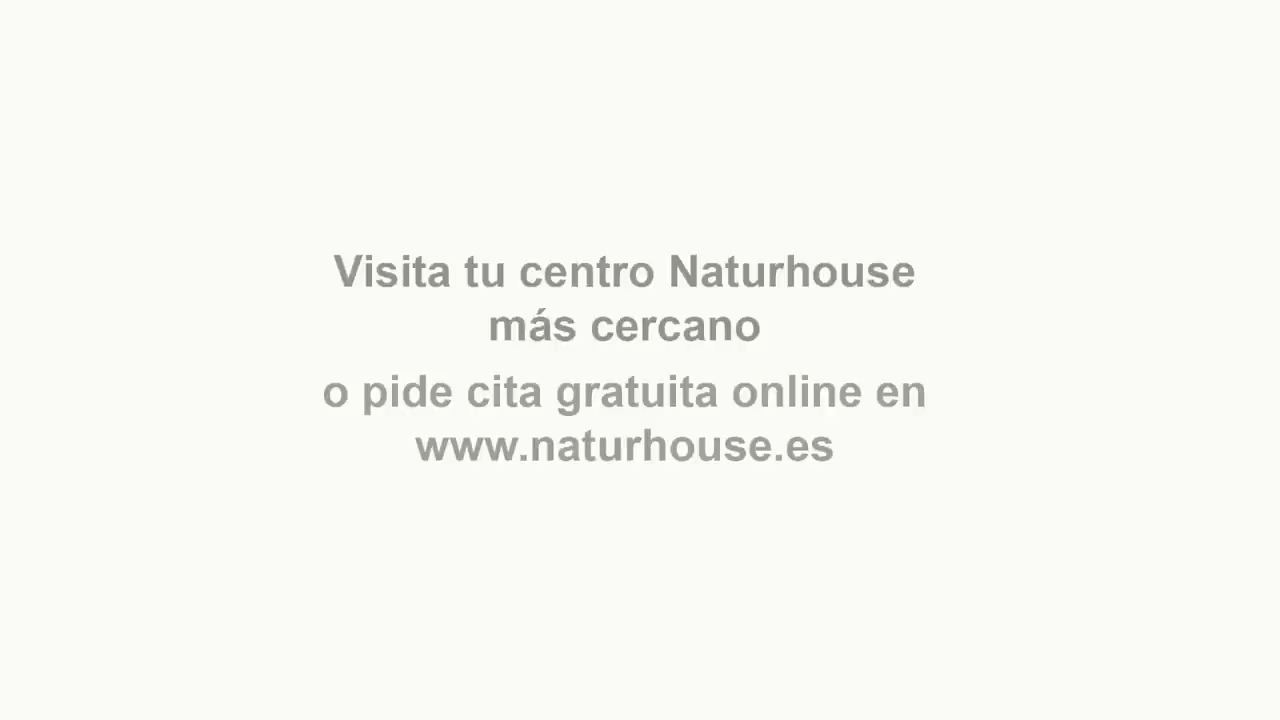 Visita tu centro Naturhouse
más cercano
o pide cita gratuita online en
www.naturhouse.es